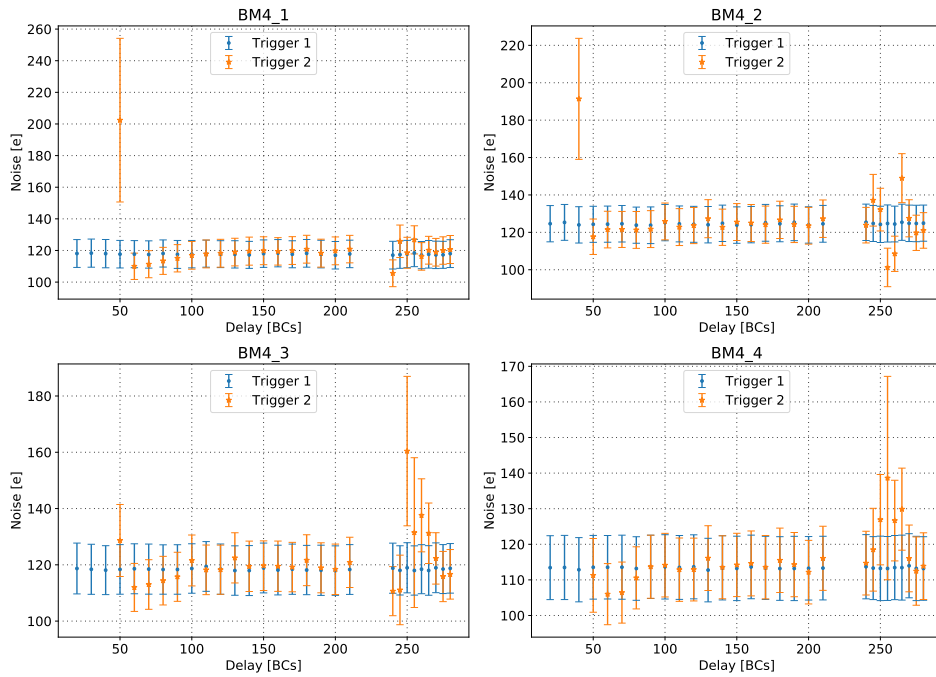 BM4_1
Noise [e]
260
240
220
200
180
160
140
120
100
Trigger 1
Trigger 2
50 100 150 200 250
Delay [BCs]
BM4_2
Noise [e]
220
200
180
160
140
120
100
Trigger 1
Trigger 2
50 100 150 200 250
Delay [BCs]
BM4_3
Noise [e]
180
160
140
120
100
Trigger 1
Trigger 2
50 100 150 200 250
Delay [BCs]
BM4_4
Noise [e]
170
160
150
140
130
120
110
100
Trigger 1
Trigger 2
50 100 150 200 250
Delay [BCs]